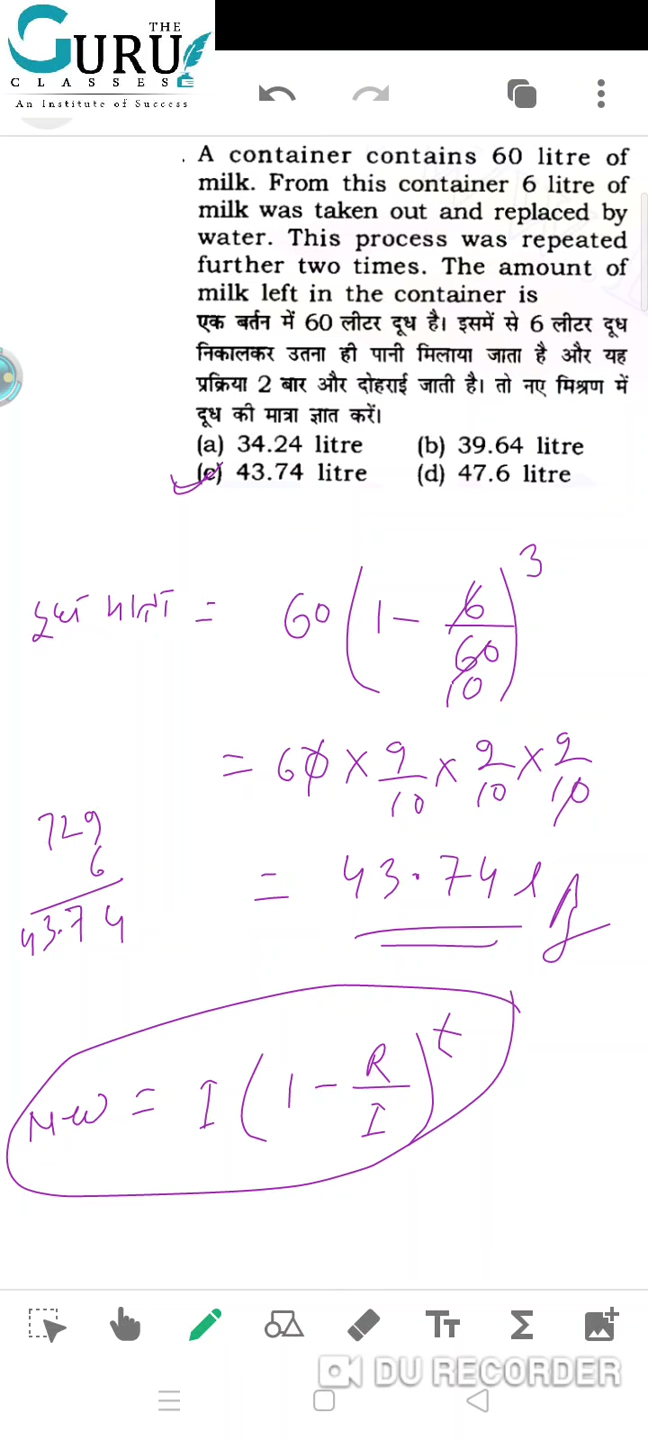 THE
GURU
CLASSES
An Institute of Success
. A container contains 60 litre of
milk. From this container 6 litre of
milk was taken out and replaced by
water. This process was repeated
further two times. The amount of
milk left in the container is
एक बर्तन में 60 लीटर दूध है। इसमें से 6 लीटर दूध
निकालकर उतना ही पानी मिलाया जाता है और यह
प्रक्रिया 2 बार और दोहराई जाती है। तो नए मिश्रण में
दूध की मात्रा ज्ञात करें।
(a) 34.24 litre (b) 39.64 litre
(c) 43.74 litre (d) 47.6 litre
मात्रा = 60 (1 - 6/60)^3
10
= 60 × 9/10 × 9/10 × 9/10
729
6
43.74
= 43.74 l
= I (1 - R/I)^t
TT
Σ
DU RECORDER